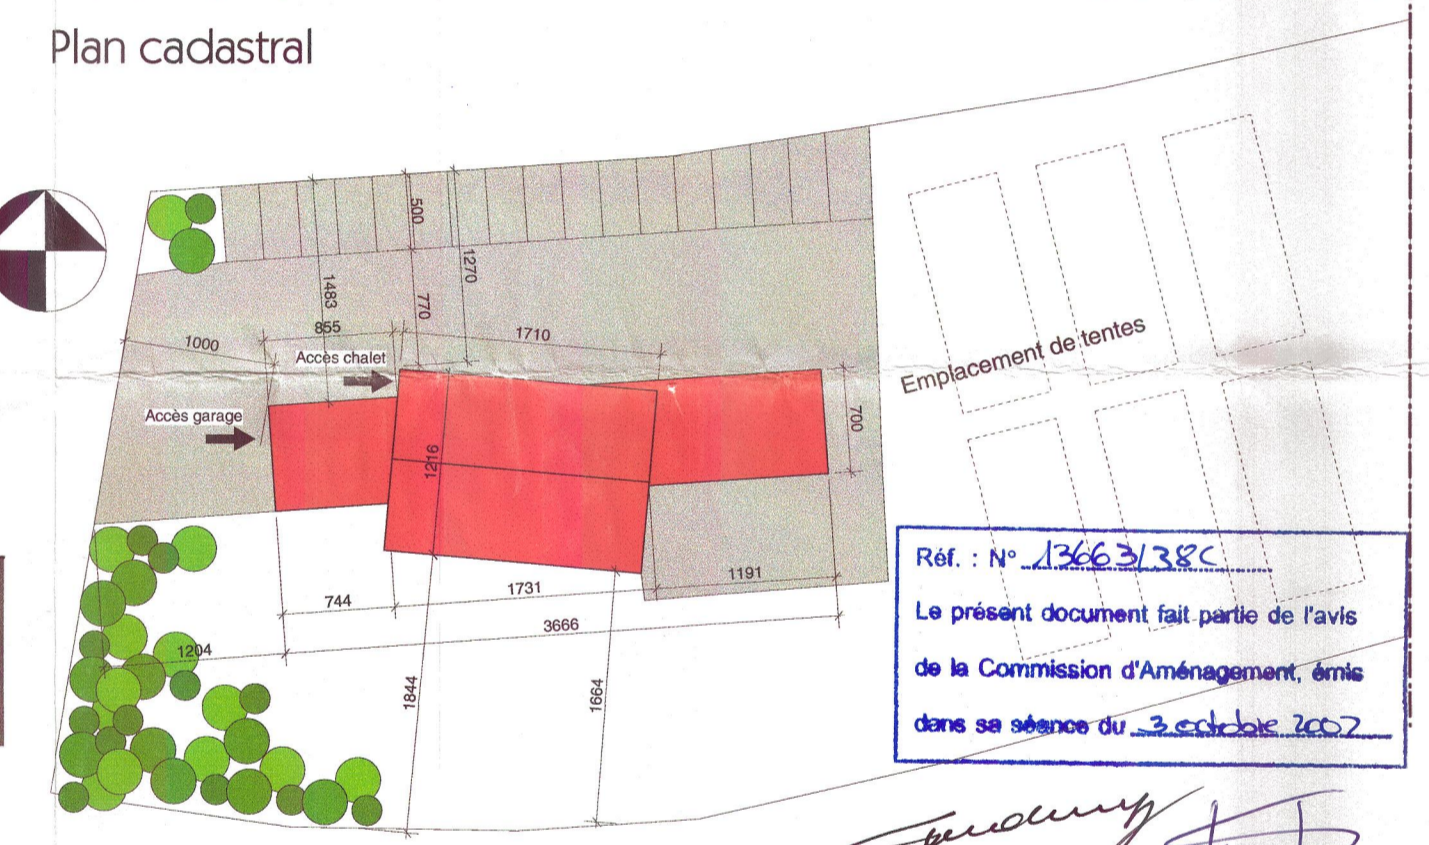 Plan cadastral
500
1270
1483
770
855
1710
1000
Accès chalet
Accès garage
1216
700
Emplacement de tentes
1191
1731
744
3666
1204
1844
1664
Réf. : N° 13663/38C
Le présent document fait partie de l'avis
de la Commission d'Aménagement, émis
dans sa séance du 3 octobre 2002